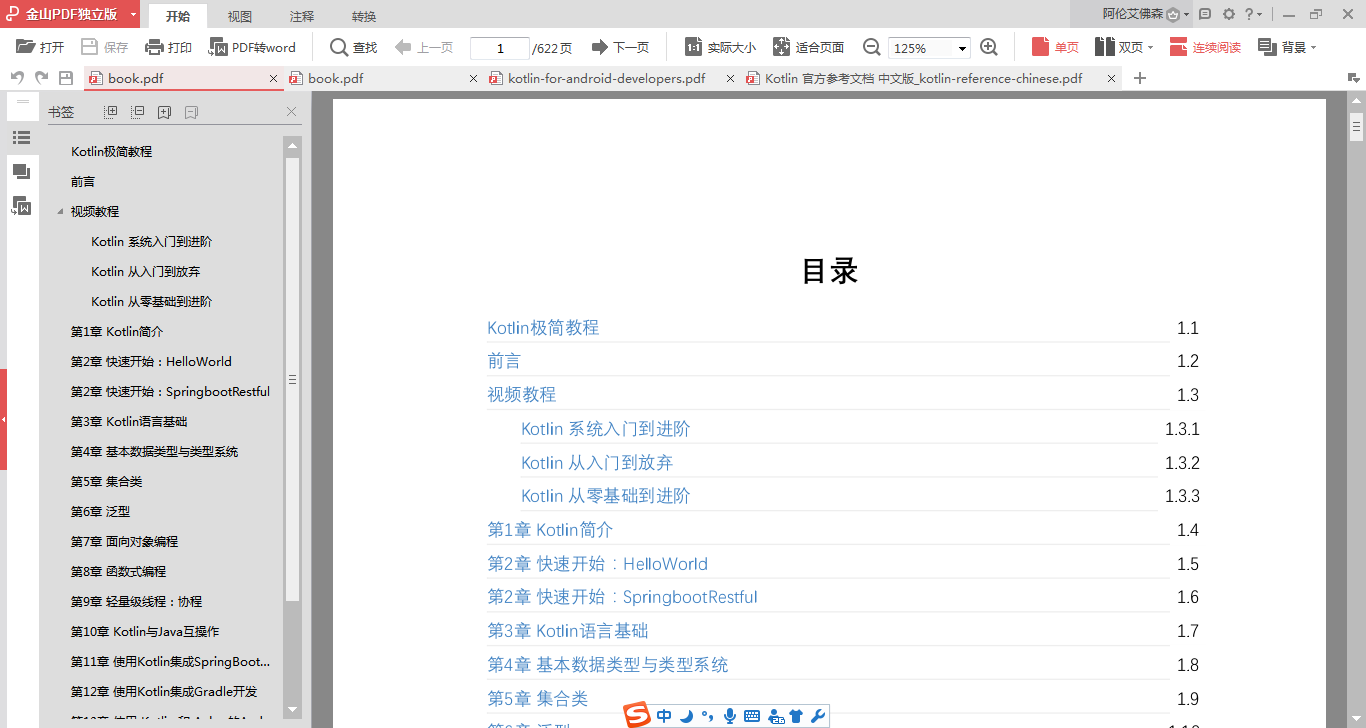 金山PDF独立版
开始 视图 注释 转换
阿伦艾佛森
打开 保存 打印 PDF转word 查找 上一页 1 /622页 下一页 1:1 实际大小 适合页面 125% 单页 双页 连续阅读 背景
book.pdf book.pdf kotlin-for-android-developers.pdf Kotlin 官方参考文档 中文版_kotlin-reference-chinese.pdf
书签
Kotlin极简教程
前言
视频教程
Kotlin 系统入门到进阶
Kotlin 从入门到放弃
Kotlin 从零基础到进阶
第1章 Kotlin简介
第2章 快速开始：HelloWorld
第2章 快速开始：SpringbootRestful
第3章 Kotlin语言基础
第4章 基本数据类型与类型系统
第5章 集合类
第6章 泛型
第7章 面向对象编程
第8章 函数式编程
第9章 轻量级线程：协程
第10章 Kotlin与Java互操作
第11章 使用Kotlin集成SpringBoot...
第12章 使用Kotlin集成Gradle开发
目录
Kotlin极简教程 1.1
前言 1.2
视频教程 1.3
Kotlin 系统入门到进阶 1.3.1
Kotlin 从入门到放弃 1.3.2
Kotlin 从零基础到进阶 1.3.3
第1章 Kotlin简介 1.4
第2章 快速开始：HelloWorld 1.5
第2章 快速开始：SpringbootRestful 1.6
第3章 Kotlin语言基础 1.7
第4章 基本数据类型与类型系统 1.8
第5章 集合类 1.9
第6章 泛型 1.10
中